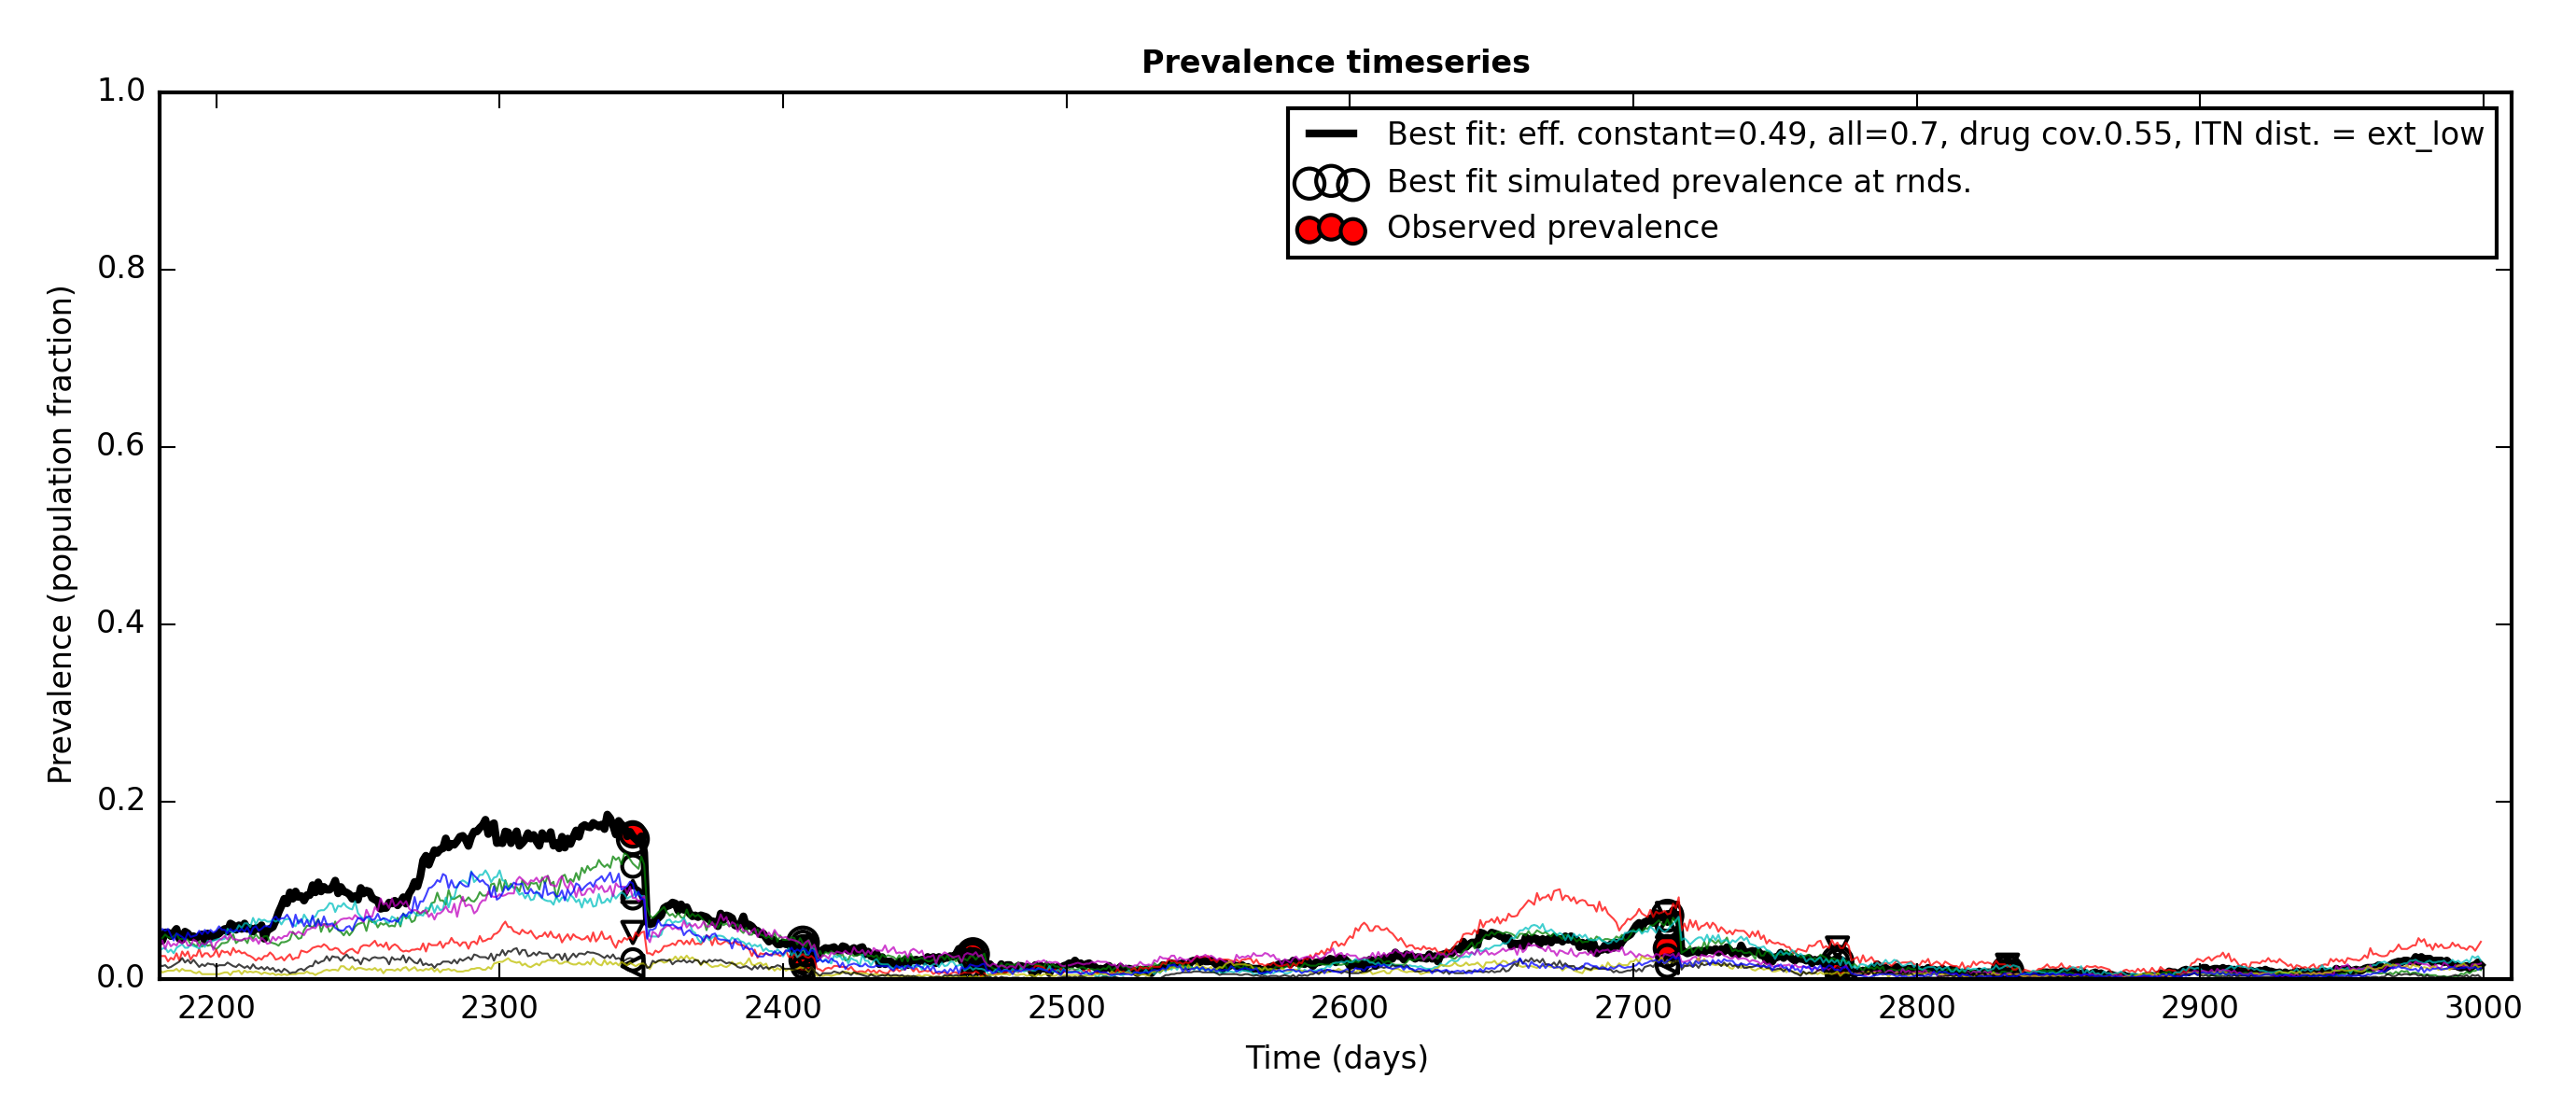 Prevalence timeseries
Best fit: eff. constant=0.49, all=0.7, drug cov.0.55, ITN dist. = ext_low
Best fit simulated prevalence at rnds.
Observed prevalence
Prevalence (population fraction)
1.0
0.8
0.6
0.4
0.2
0.0
2200 2300 2400 2500 2600 2700 2800 2900 3000
Time (days)